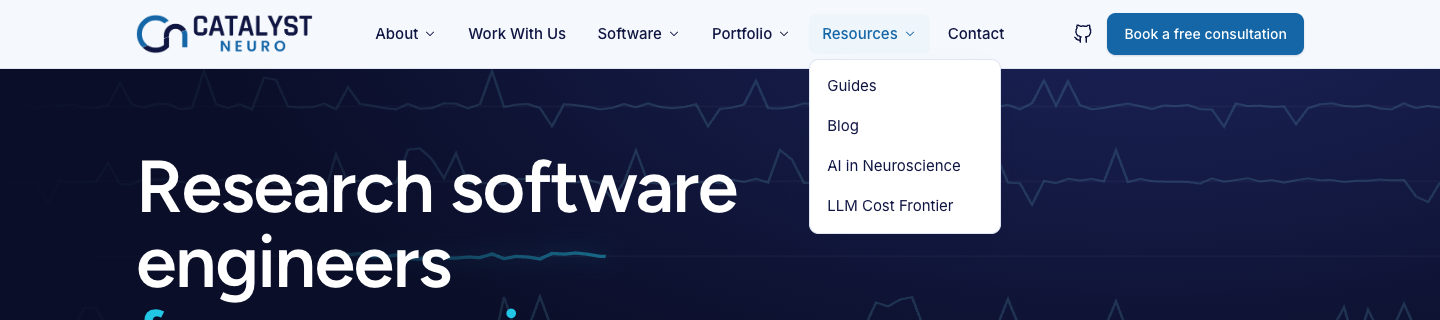 CATALYST
NEURO
About
Work With Us
Software
Portfolio
Resources
Contact
Book a free consultation
Guides
Blog
AI in Neuroscience
LLM Cost Frontier
Research software
engineers